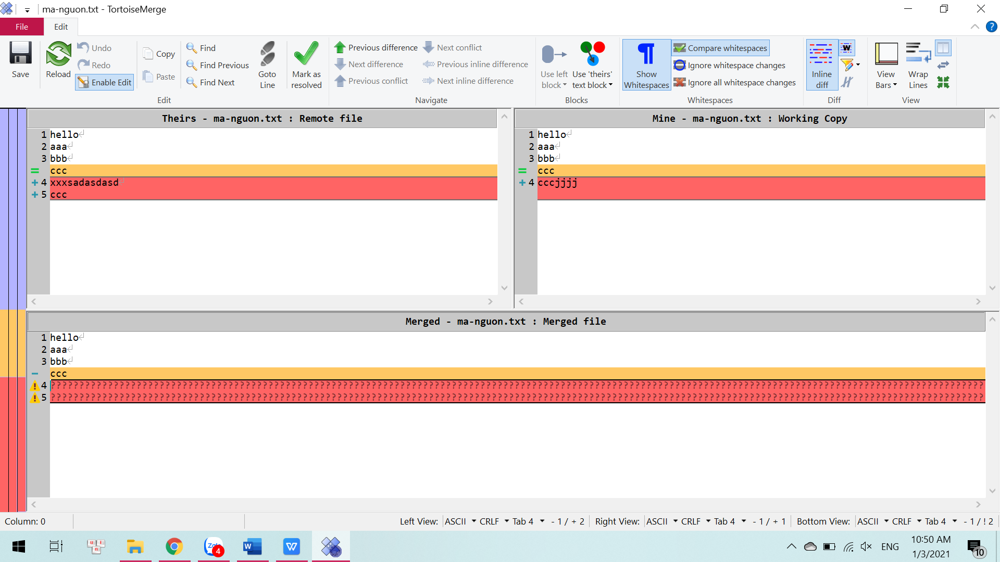 ma-nguon.txt - TortoiseMerge
File
Edit
Save
Reload
Undo
Redo
Enable Edit
Copy
Paste
Find
Find Previous
Find Next
Goto Line
Mark as resolved
Edit
Previous difference
Next difference
Previous conflict
Next conflict
Previous inline difference
Next inline difference
Navigate
Use left block
Use 'theirs' text block
Blocks
Show Whitespaces
Compare whitespaces
Ignore whitespace changes
Ignore all whitespace changes
Whitespaces
Inline diff
W
Diff
View Bars
Wrap Lines
View
Theirs - ma-nguon.txt : Remote file
1 hello
2 aaa
3 bbb
ccc
4 xxxsadasdasd
5 ccc
Mine - ma-nguon.txt : Working Copy
1 hello
2 aaa
3 bbb
ccc
4 cccjjjj
Merged - ma-nguon.txt : Merged file
1 hello
2 aaa
3 bbb
ccc
4
5
Column: 0
Left View: ASCII CRLF Tab 4 - 1 / + 2
Right View: ASCII CRLF Tab 4 - 1 / + 1
Bottom View: ASCII CRLF Tab 4 - 1 / ! 2
4
ENG
10:50 AM
1/3/2021
10